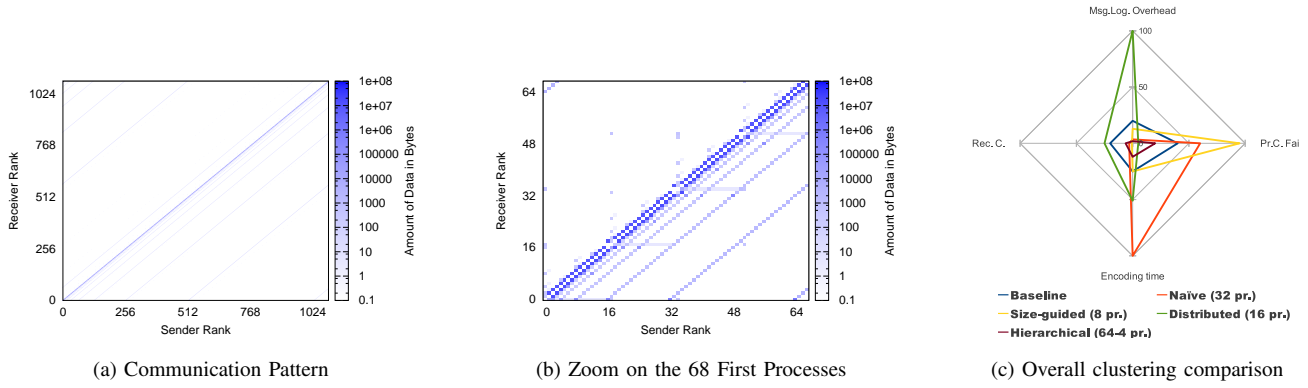 1024
768
512
256
0
Receiver Rank
0 256 512 768 1024
Sender Rank
1e+08
1e+07
1e+06
100000
10000
1000
100
10
1
0.1
Amount of Data in Bytes
(a) Communication Pattern
64
48
32
16
0
Receiver Rank
0 16 32 48 64
Sender Rank
1e+08
1e+07
1e+06
100000
10000
1000
100
10
1
0.1
Amount of Data in Bytes
(b) Zoom on the 68 First Processes
Msg.Log. Overhead
100
50
0
Rec. C.
Pr.C. Fai
Encoding time
Baseline
Naïve (32 pr.)
Size-guided (8 pr.)
Distributed (16 pr.)
Hierarchical (64-4 pr.)
(c) Overall clustering comparison